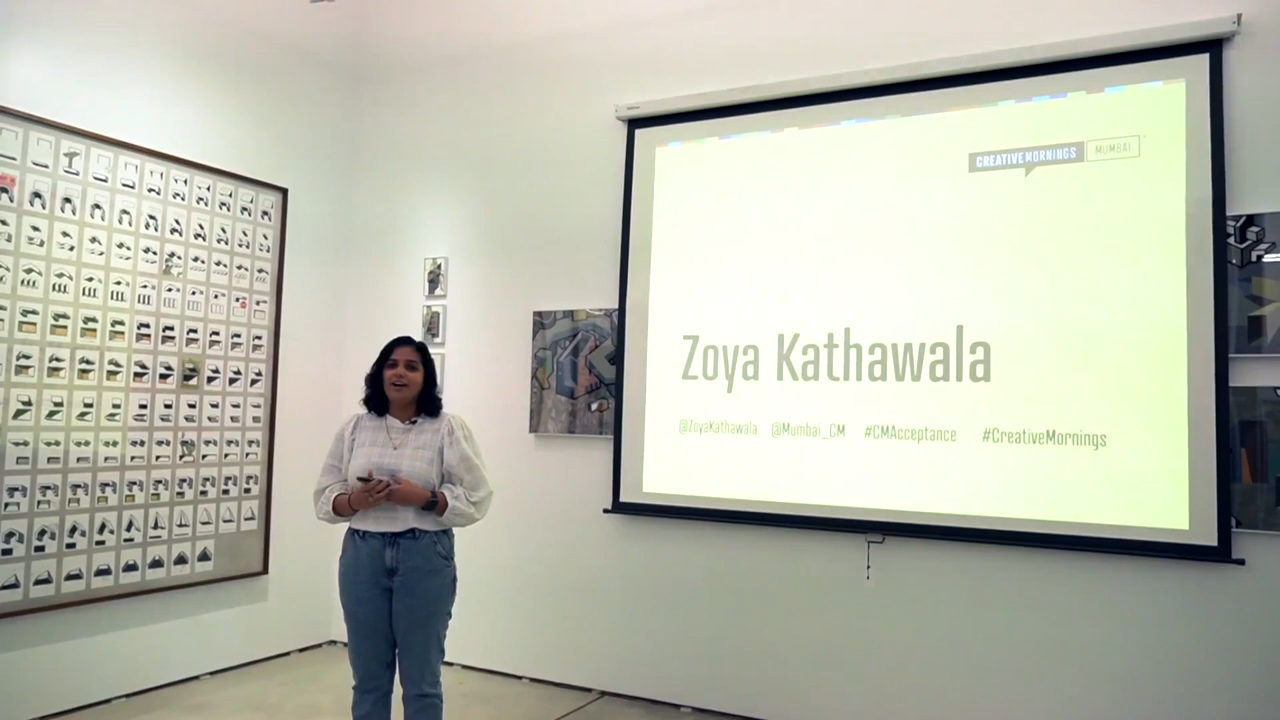 CREATIVEMORNINGS MUMBAI
Zoya Kathawala
@ZoyaKathawala @Mumbai_CM #CMAcceptance #CreativeMornings